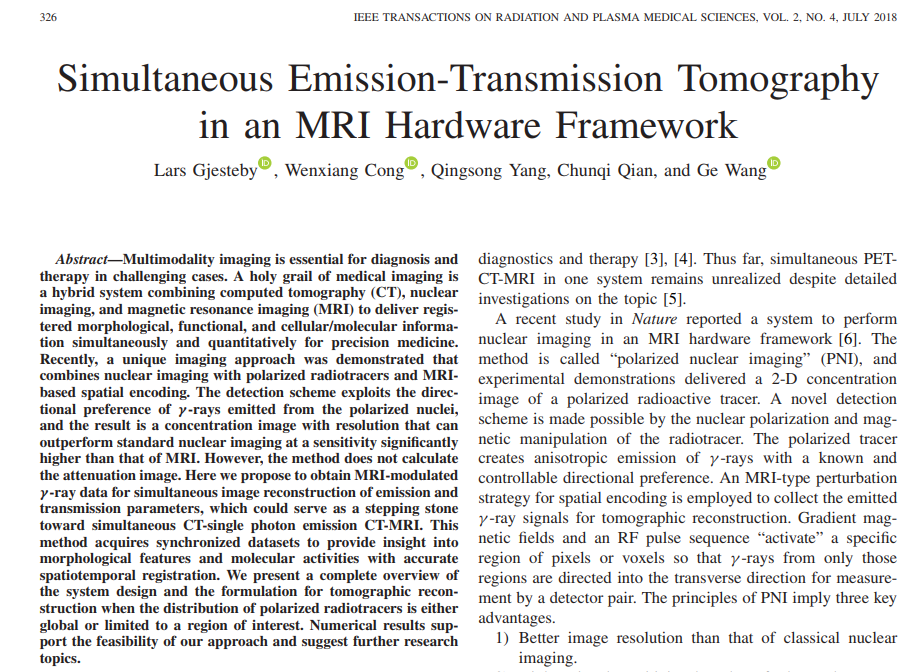 326
IEEE TRANSACTIONS ON RADIATION AND PLASMA MEDICAL SCIENCES, VOL. 2, NO. 4, JULY 2018
Simultaneous Emission-Transmission Tomography
in an MRI Hardware Framework
Lars Gjesteby, Wenxiang Cong, Qingsong Yang, Chunqi Qian, and Ge Wang
Abstract—Multimodality imaging is essential for diagnosis and
therapy in challenging cases. A holy grail of medical imaging is
a hybrid system combining computed tomography (CT), nuclear
imaging, and magnetic resonance imaging (MRI) to deliver regis-
tered morphological, functional, and cellular/molecular informa-
tion simultaneously and quantitatively for precision medicine.
Recently, a unique imaging approach was demonstrated that
combines nuclear imaging with polarized radiotracers and MRI-
based spatial encoding. The detection scheme exploits the direc-
tional preference of γ-rays emitted from the polarized nuclei,
and the result is a concentration image with resolution that can
outperform standard nuclear imaging at a sensitivity significantly
higher than that of MRI. However, the method does not calculate
the attenuation image. Here we propose to obtain MRI-modulated
γ-ray data for simultaneous image reconstruction of emission and
transmission parameters, which could serve as a stepping stone
toward simultaneous CT-single photon emission CT-MRI. This
method acquires synchronized datasets to provide insight into
morphological features and molecular activities with accurate
spatiotemporal registration. We present a complete overview of
the system design and the formulation for tomographic recon-
struction when the distribution of polarized radiotracers is either
global or limited to a region of interest. Numerical results sup-
port the feasibility of our approach and suggest further research
topics.
diagnostics and therapy [3], [4]. Thus far, simultaneous PET-
CT-MRI in one system remains unrealized despite detailed
investigations on the topic [5].
A recent study in Nature reported a system to perform
nuclear imaging in an MRI hardware framework [6]. The
method is called “polarized nuclear imaging” (PNI), and
experimental demonstrations delivered a 2-D concentration
image of a polarized radioactive tracer. A novel detection
scheme is made possible by the nuclear polarization and mag-
netic manipulation of the radiotracer. The polarized tracer
creates anisotropic emission of γ-rays with a known and
controllable directional preference. An MRI-type perturbation
strategy for spatial encoding is employed to collect the emitted
γ-ray signals for tomographic reconstruction. Gradient mag-
netic fields and an RF pulse sequence “activate” a specific
region of pixels or voxels so that γ-rays from only those
regions are directed into the transverse direction for measure-
ment by a detector pair. The principles of PNI imply three key
advantages.
1) Better image resolution than that of classical nuclear
imaging.